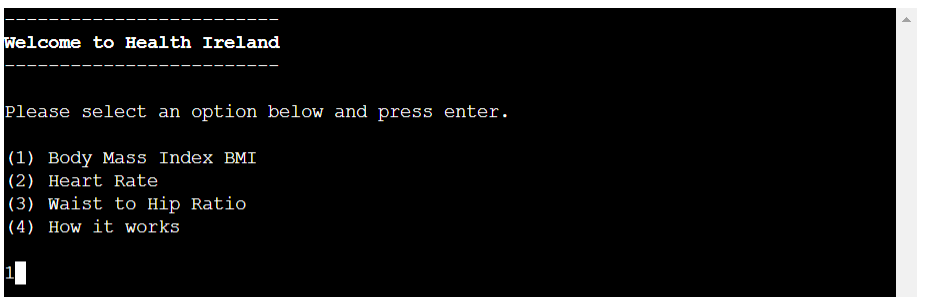 -------------------------
Welcome to Health Ireland
-------------------------
Please select an option below and press enter.
(1) Body Mass Index BMI
(2) Heart Rate
(3) Waist to Hip Ratio
(4) How it works
1